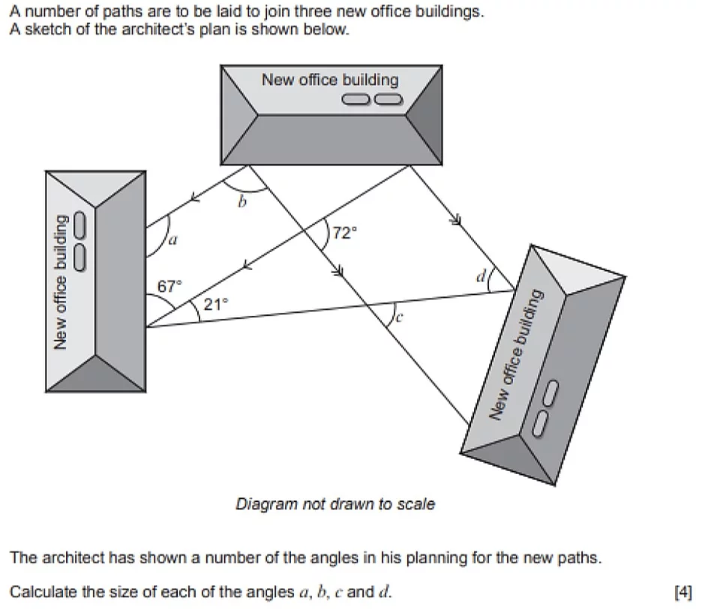 A number of paths are to be laid to join three new office buildings.
A sketch of the architect's plan is shown below.
New office building
New office building
b
a
72°
67°
21°
d
c
New office building
Diagram not drawn to scale
The architect has shown a number of the angles in his planning for the new paths.
Calculate the size of each of the angles a, b, c and d. [4]